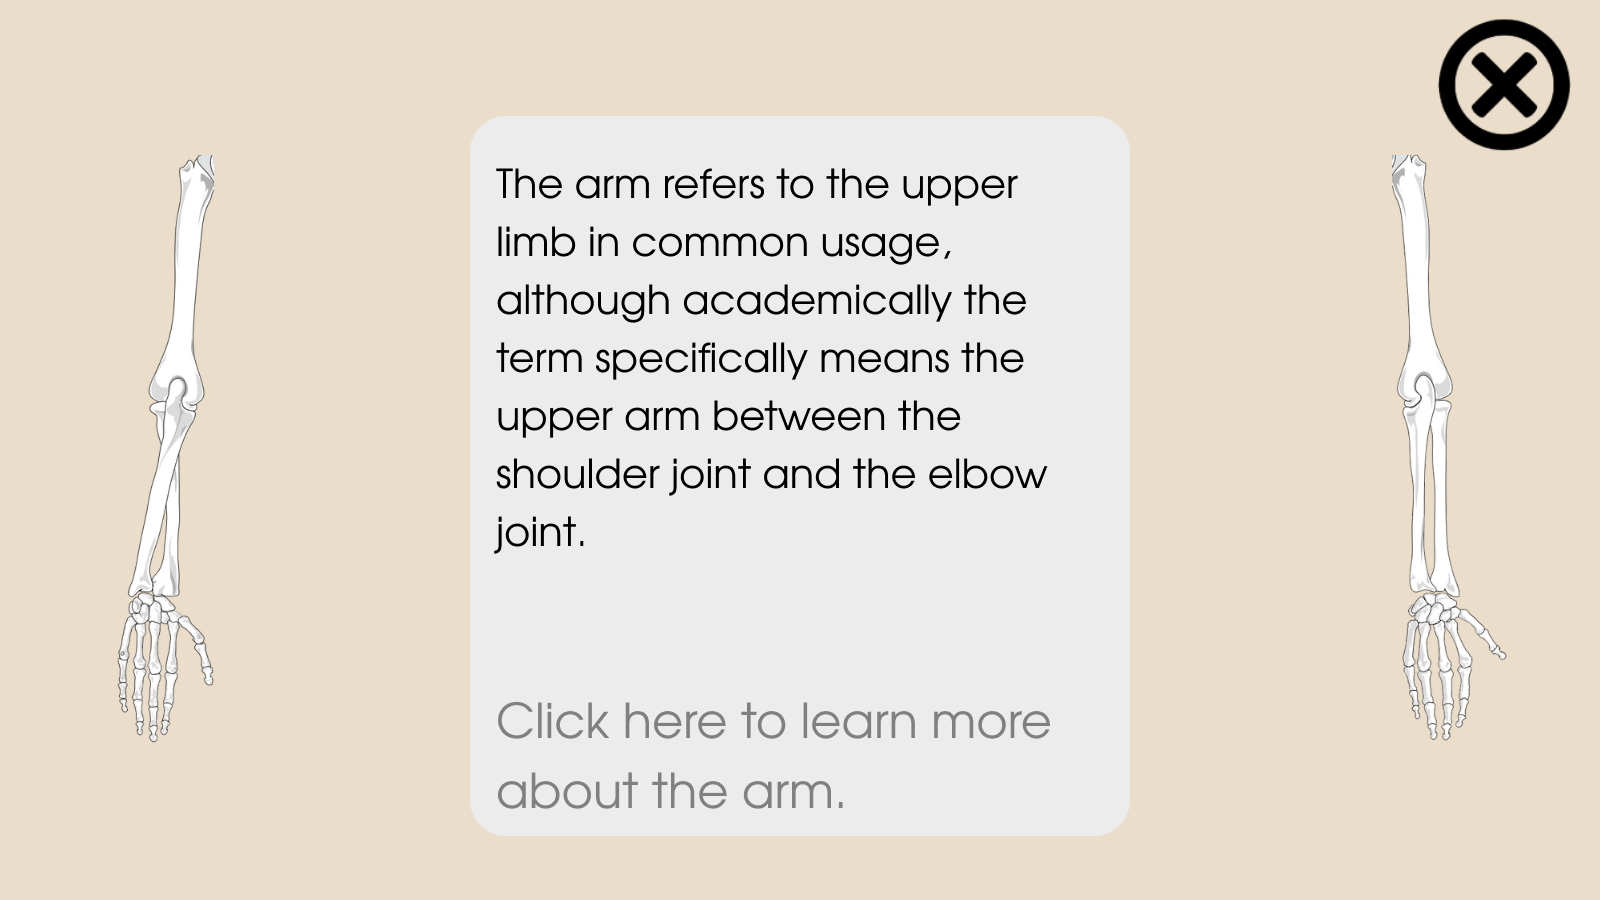 The arm refers to the upper
limb in common usage,
although academically the
term specifically means the
upper arm between the
shoulder joint and the elbow
joint.
Click here to learn more
about the arm.